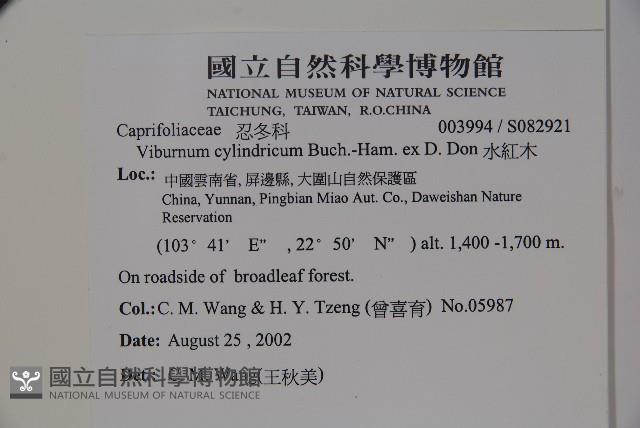 國立自然科學博物館
NATIONAL MUSEUM OF NATURAL SCIENCE
TAICHUNG, TAIWAN, R.O.CHINA
Caprifoliaceae 忍冬科 003994 / S082921
Viburnum cylindricum Buch.-Ham. ex D. Don 水紅木
Loc.: 中國雲南省, 屏邊縣, 大圍山自然保護區
China, Yunnan, Pingbian Miao Aut. Co., Daweishan Nature
Reservation
(103° 41' E" , 22° 50' N" ) alt. 1,400 -1,700 m.
On roadside of broadleaf forest.
Col.: C. M. Wang & H. Y. Tzeng (曾喜育) No.05987
Date: August 25 , 2002
Det.: C. M. Wang(王秋美)
國立自然科學博物館
NATIONAL MUSEUM OF NATURAL SCIENCE